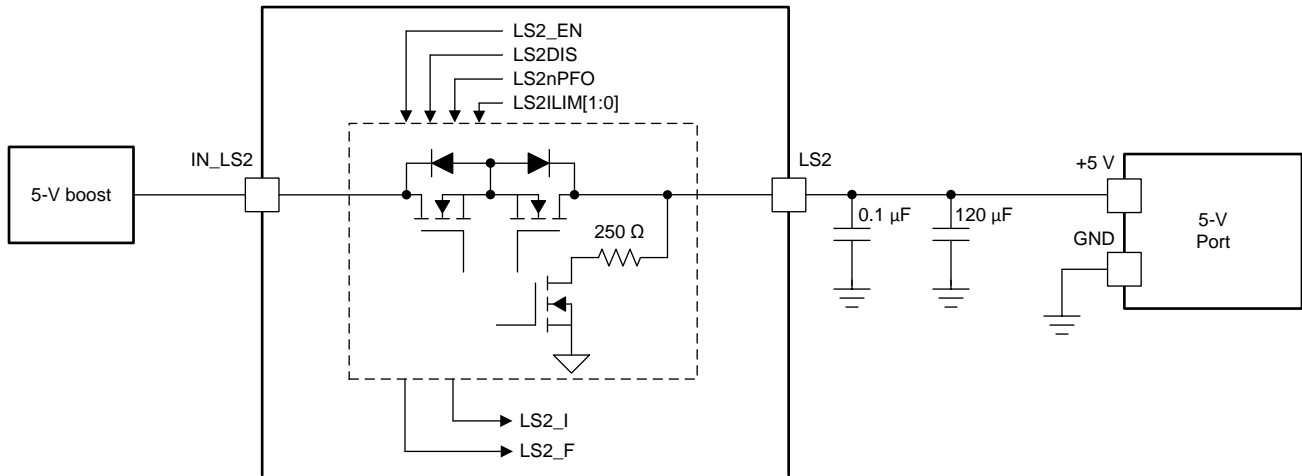 LS2_EN
LS2DIS
LS2nPFO
LS2ILIM[1:0]
IN_LS2
LS2
+5 V
5-V boost
0.1 µF
120 µF
5-V
Port
250 Ω
GND
LS2_I
LS2_F